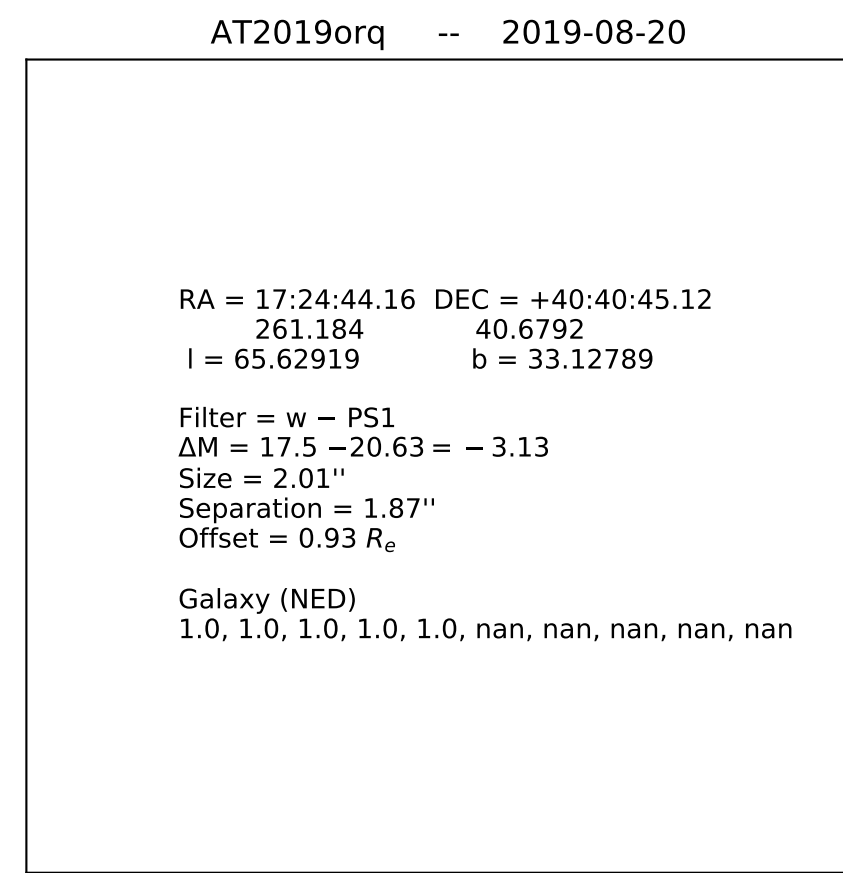 AT2019orq -- 2019-08-20
RA = 17:24:44.16 DEC = +40:40:45.12
261.184 40.6792
l = 65.62919 b = 33.12789
Filter = w − PS1
ΔM = 17.5 −20.63 = − 3.13
Size = 2.01''
Separation = 1.87''
Offset = 0.93 Rₑ
Galaxy (NED)
1.0, 1.0, 1.0, 1.0, 1.0, nan, nan, nan, nan, nan